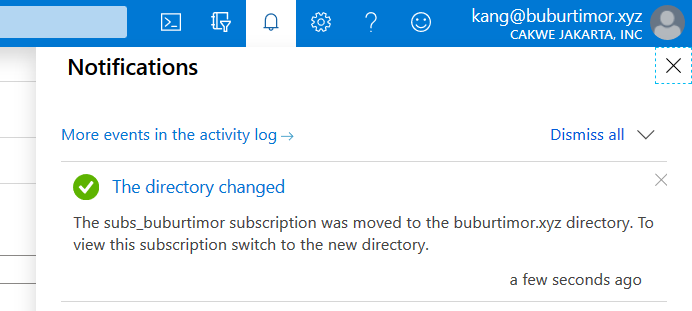 kang@buburtimor.xyz
CAKWE JAKARTA, INC
Notifications
More events in the activity log →
Dismiss all
The directory changed
The subs_buburtimor subscription was moved to the buburtimor.xyz directory. To
view this subscription switch to the new directory.
a few seconds ago